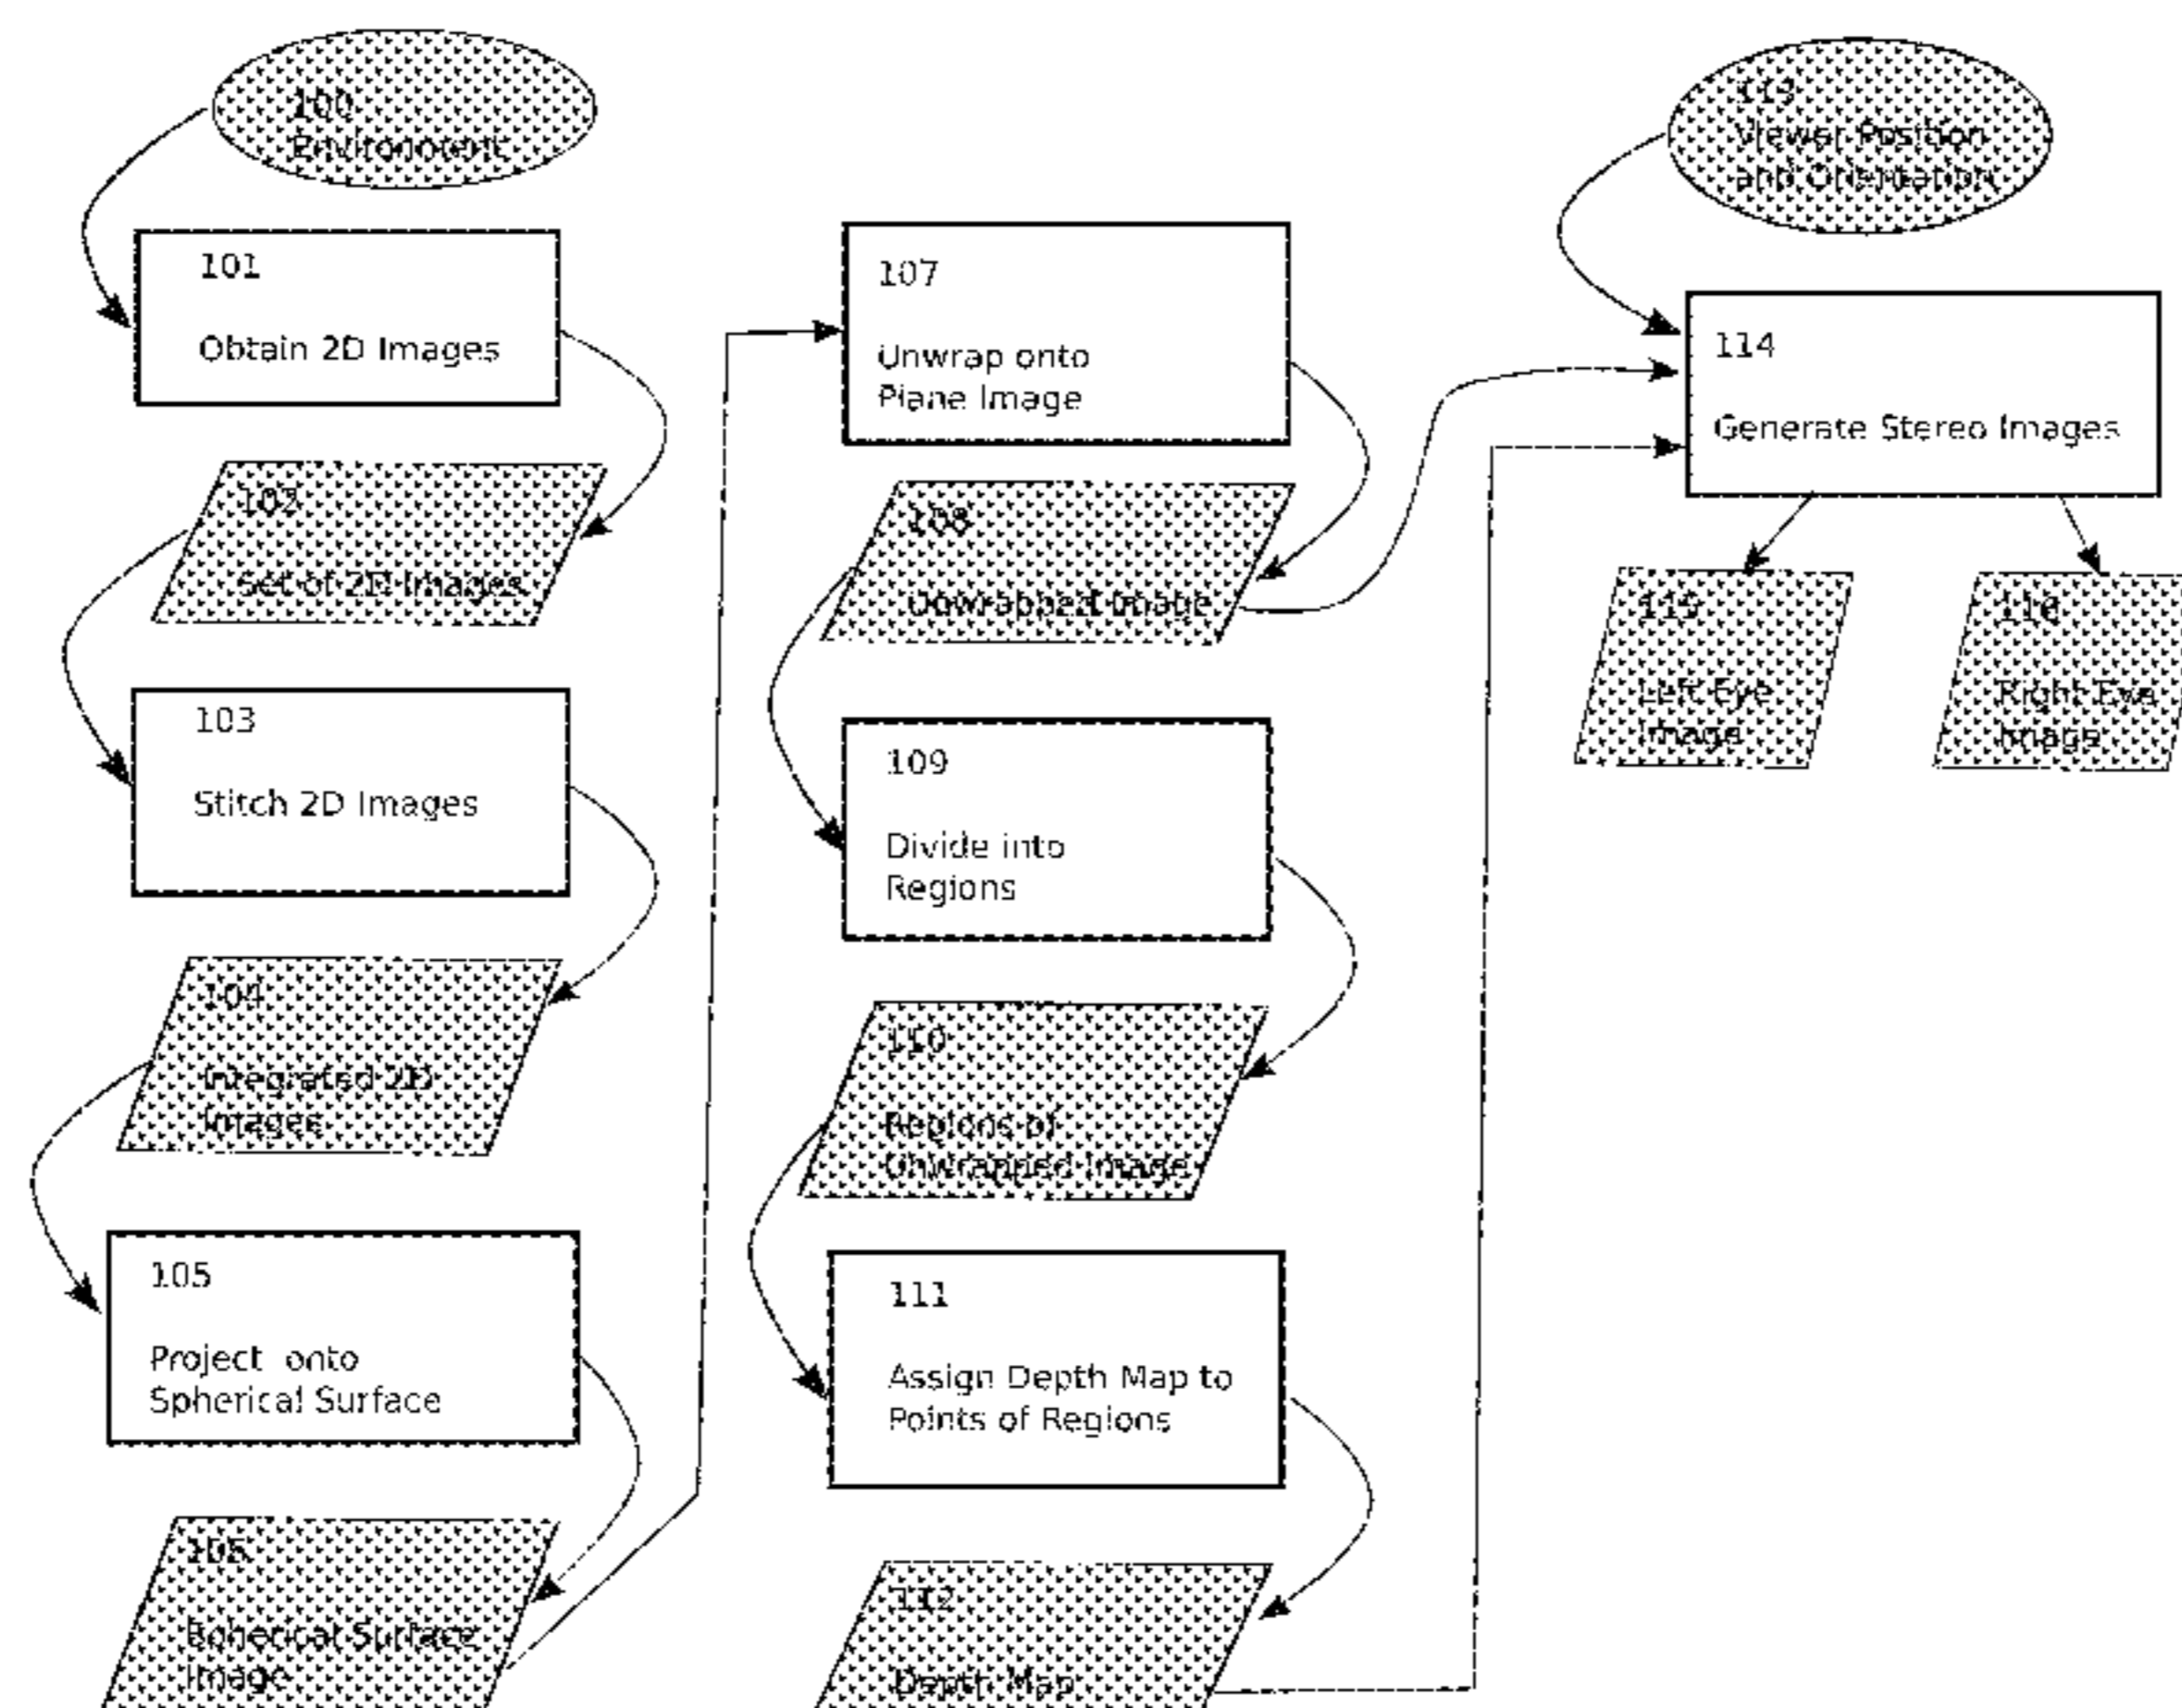 100
Environment
101
Obtain 2D Images
102
Set of 2D Images
103
Stitch 2D Images
104
Integrated 2D
Images
105
Project onto
Spherical Surface
106
Spherical Surface
Image
107
Unwrap onto
Plane Image
108
Unwrapped Image
109
Divide into
Regions
110
Regions of
Unwrapped Image
111
Assign Depth Map to
Points of Regions
112
Depth Map
113
Viewer Position
and Orientation
114
Generate Stereo Images
115
Left Eye
Image
116
Right Eye
Image